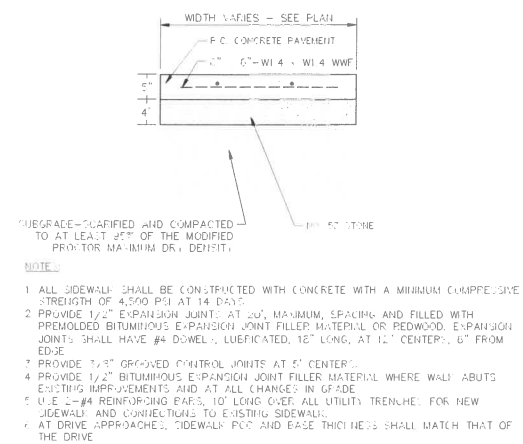 WIDTH VARIES - SEE PLAN
P.C. CONCRETE PAVEMENT
6"-W1.4 x W1.4 WWF
5"
4"
SUBGRADE-SCARIFIED AND COMPACTED
TO AT LEAST 95% OF THE MODIFIED
PROCTOR MAXIMUM DRY DENSITY
STONE
NOTES:
1 ALL SIDEWALK SHALL BE CONSTRUCTED WITH CONCRETE WITH A MINIMUM COMPRESSIVE
STRENGTH OF 4,500 PSI AT 14 DAYS
2 PROVIDE 1/2" EXPANSION JOINTS AT 20', MAXIMUM, SPACING AND FILLED WITH
PREMOLDED BITUMINOUS EXPANSION JOINT FILLER MATERIAL OR REDWOOD. EXPANSION
JOINTS SHALL HAVE #4 DOWELS, LUBRICATED, 18" LONG, AT 12" CENTERS, 6" FROM
EDGE
3 PROVIDE 3/8" GROOVED CONTROL JOINTS AT 5' CENTERS.
4 PROVIDE 1/2" BITUMINOUS EXPANSION JOINT FILLER MATERIAL WHERE WALK ABUTS
EXISTING IMPROVEMENTS AND AT ALL CHANGES IN GRADE
5 USE 2-#4 REINFORCING BARS, 10' LONG OVER ALL UTILITY TRENCHES FOR NEW
SIDEWALK AND CONNECTIONS TO EXISTING SIDEWALK.
6 AT DRIVE APPROACHES, SIDEWALK PCC AND BASE THICKNESS SHALL MATCH THAT OF
THE DRIVE